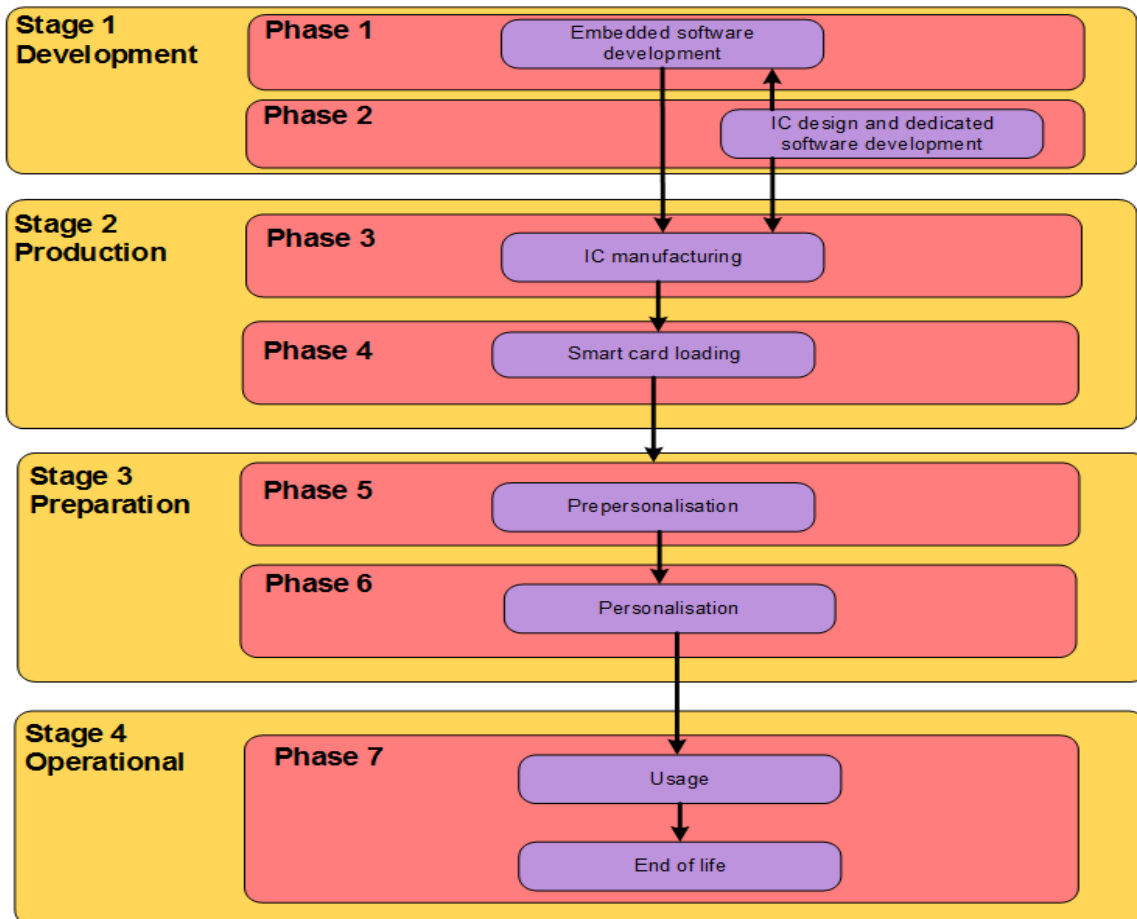 Stage 1
Development
Phase 1
Embedded software
development
Phase 2
IC design and dedicated
software development
Stage 2
Production
Phase 3
IC manufacturing
Phase 4
Smart card loading
Stage 3
Preparation
Phase 5
Prepersonalisation
Phase 6
Personalisation
Stage 4
Operational
Phase 7
Usage
End of life